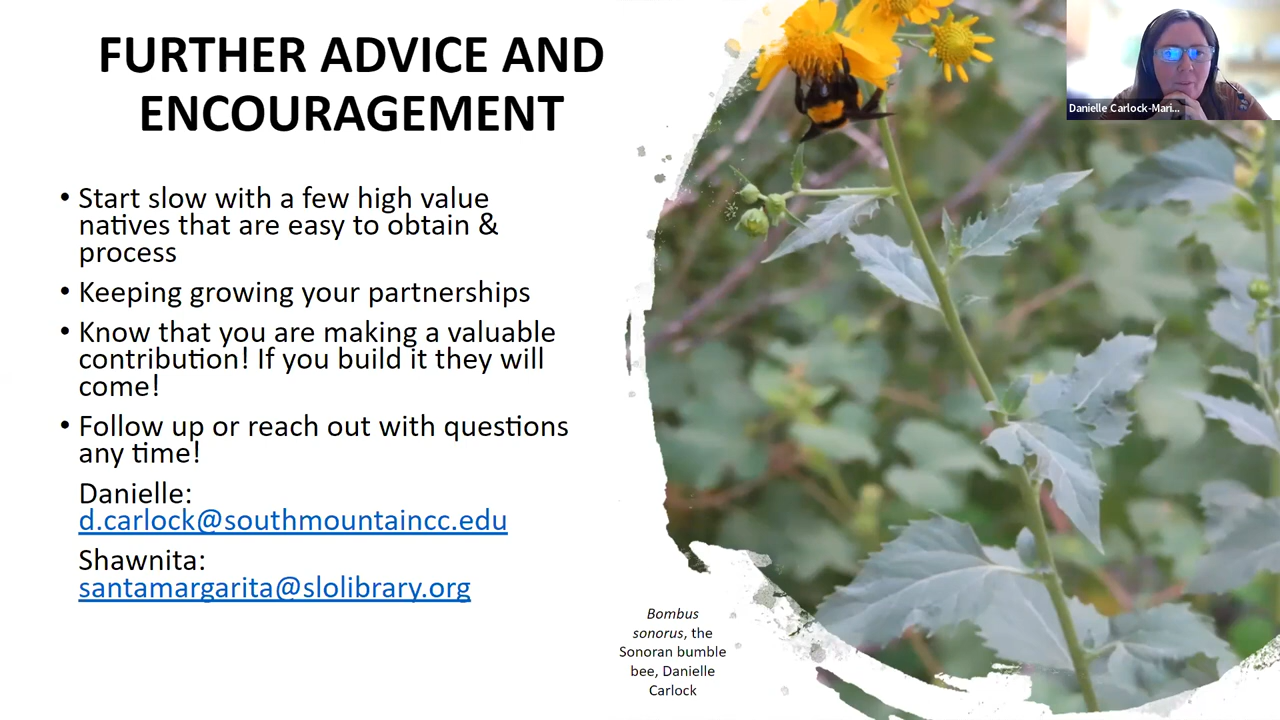 FURTHER ADVICE AND
ENCOURAGEMENT
• Start slow with a few high value
natives that are easy to obtain &
process
• Keeping growing your partnerships
• Know that you are making a valuable
contribution! If you build it they will
come!
• Follow up or reach out with questions
any time!
Danielle:
d.carlock@southmountaincc.edu
Shawnita:
santamargarita@slolibrary.org
Bombus
sonorus, the
Sonoran bumble
bee, Danielle
Carlock
Danielle Carlock-Mari...